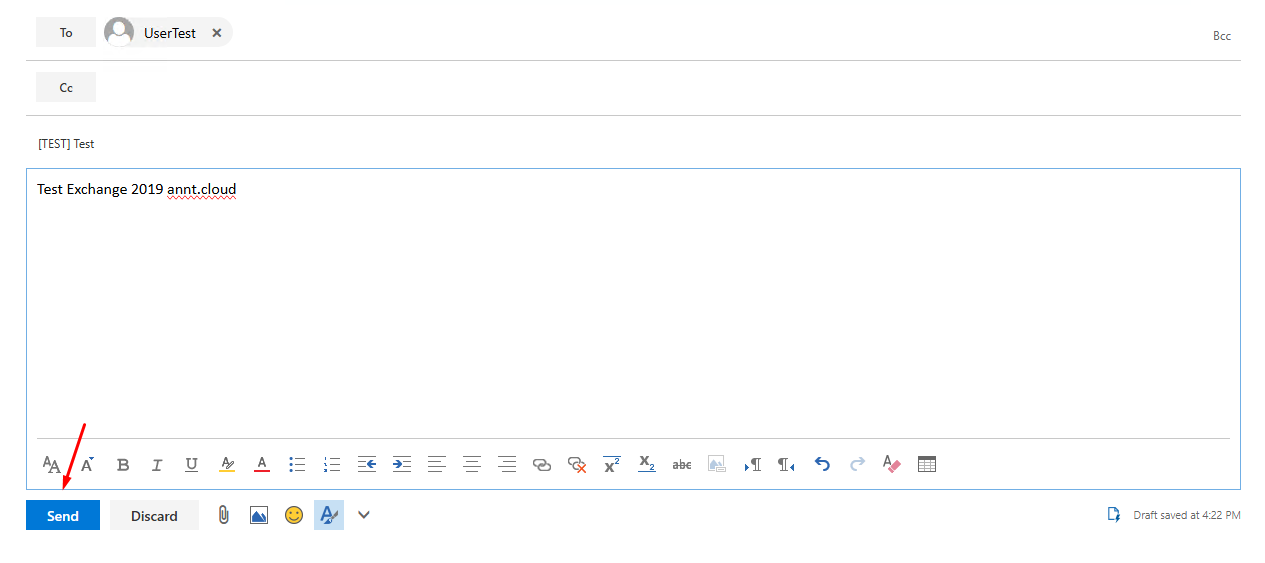 To UserTest
Bcc
Cc
[TEST] Test
Test Exchange 2019 annt.cloud
Send Discard
Draft saved at 4:22 PM